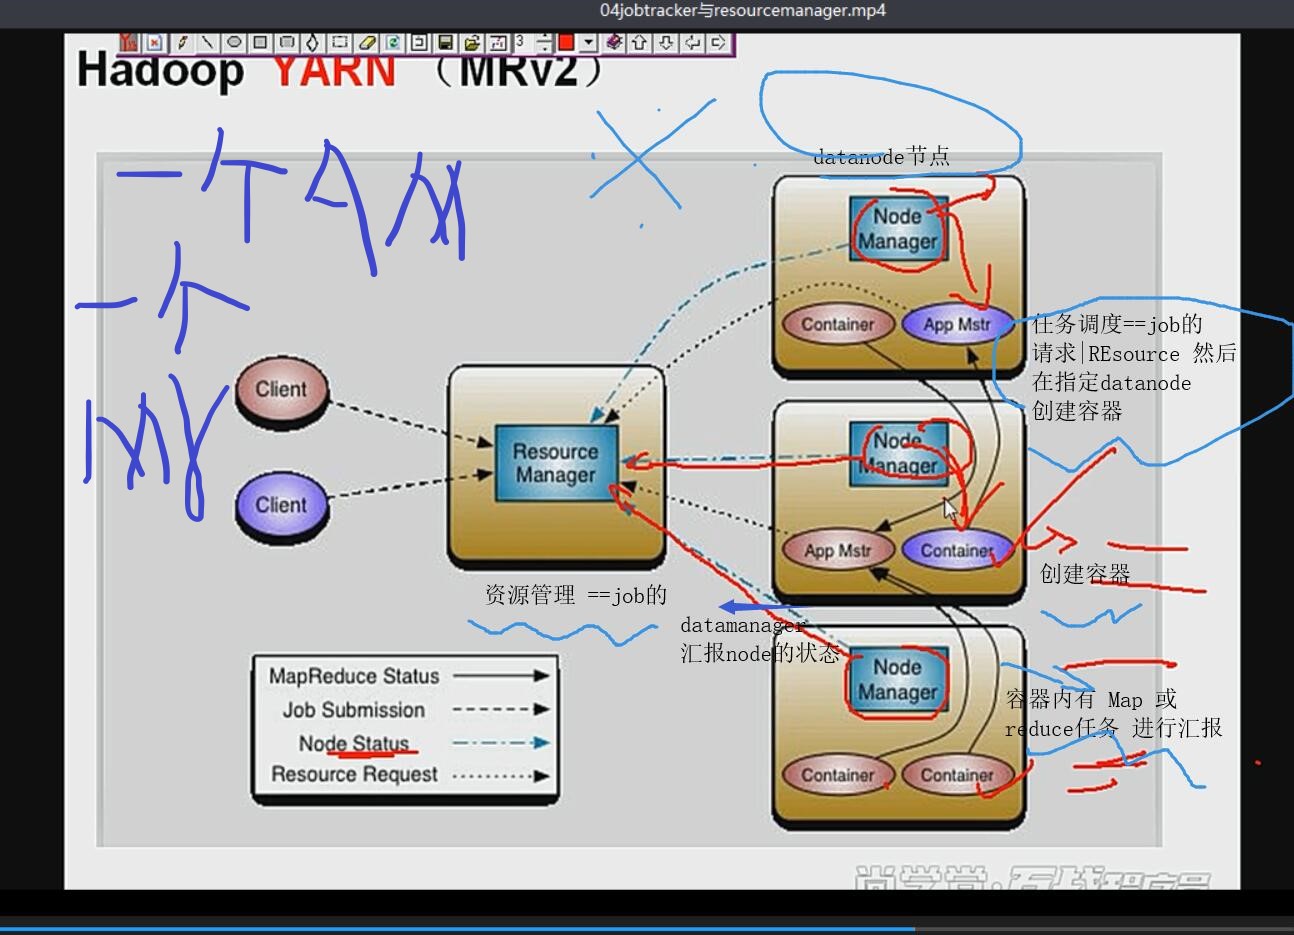 04jobtracker与resourcemanager.mp4
3
Hadoop YARN （MRv2）
一个AM
一个
datanode节点
Node
Manager
Container
App Mstr
任务调度==job的
请求|REsource 然后
在指定datanode
创建容器
Client
Client
Resource
Manager
Node
Manager
App Mstr
Container
创建容器
资源管理 ==job的
datamanager
汇报node的状态
Node
Manager
Container
Container
容器内有 Map 或
reduce任务 进行汇报
MapReduce Status
Job Submission
Node Status
Resource Request